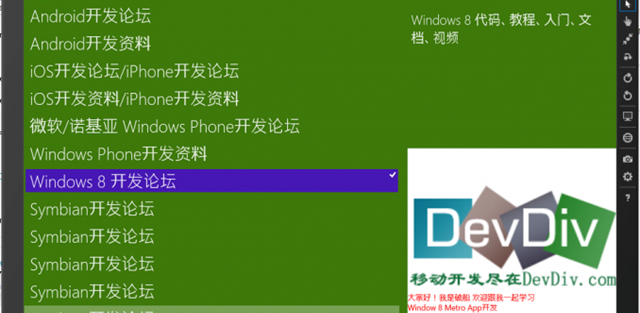 Android开发论坛
Android开发资料
iOS开发论坛/iPhone开发论坛
iOS开发资料/iPhone开发资料
微软/诺基亚 Windows Phone开发论坛
Windows Phone开发资料
Windows 8 开发论坛
Symbian开发论坛
Symbian开发论坛
Symbian开发论坛
Symbian开发论坛
Windows 8 代码、教程、入门、文
档、视频
DevDiv
移动开发尽在DevDiv.com
大家好！我是破船 欢迎跟我一起学习
Window 8 Metro App开发